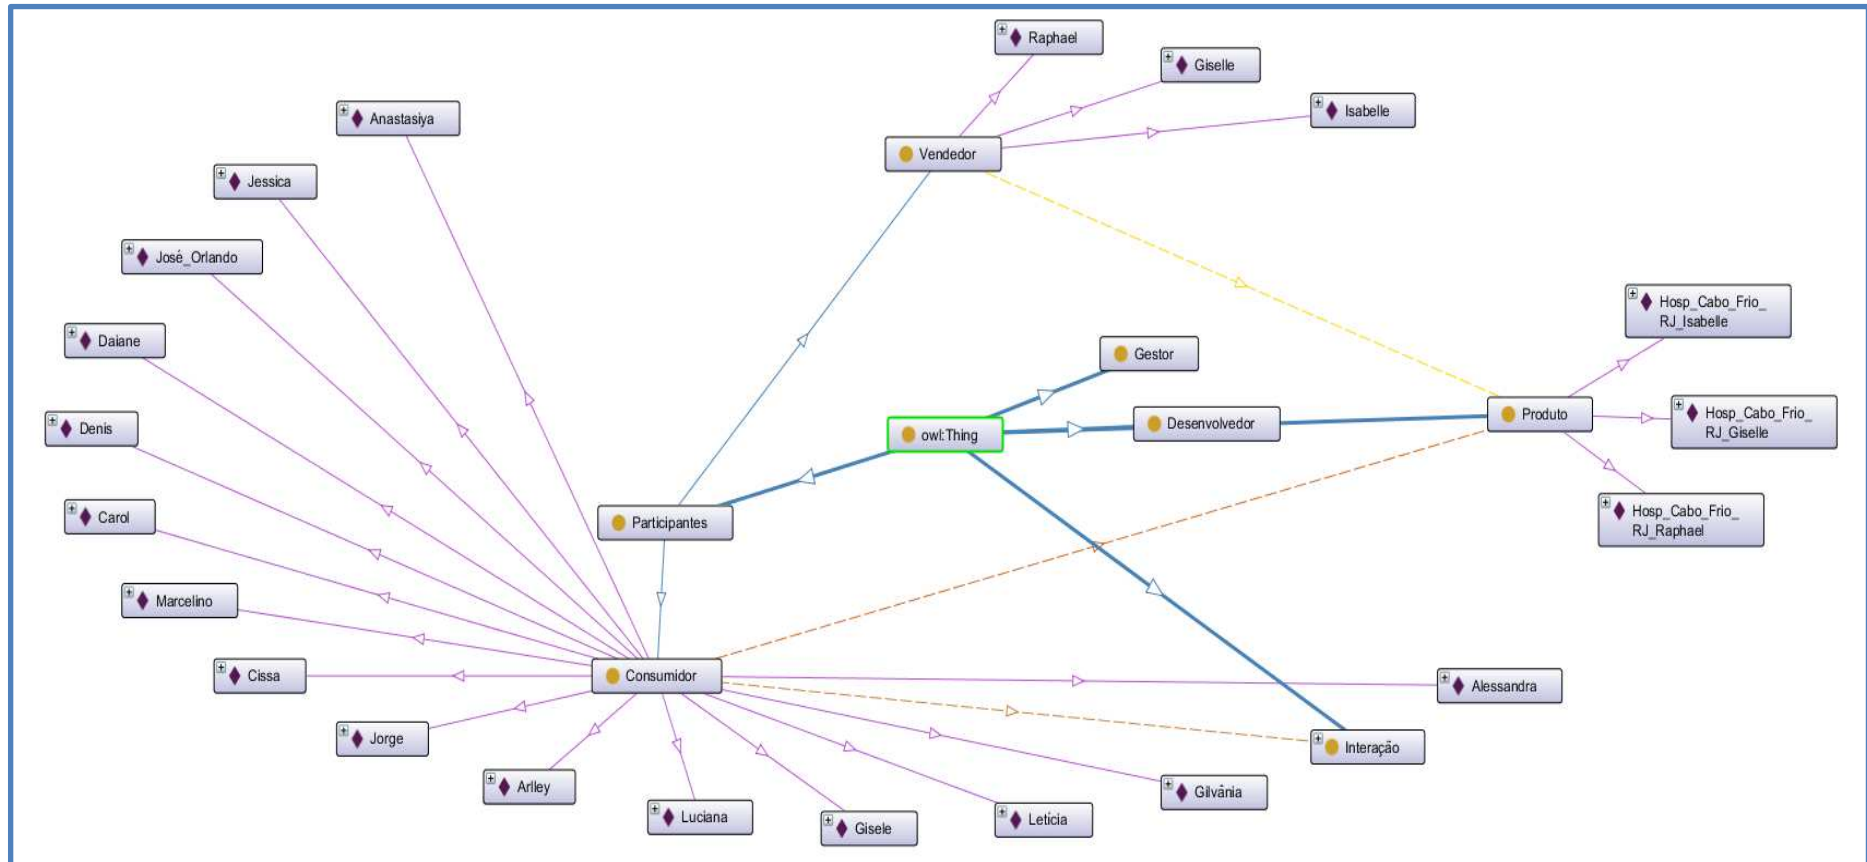 Raphael
Giselle
Isabelle
Anastasiya
Vendedor
Jessica
José_Orlando
Hosp_Cabo_Frio_
RJ_Isabelle
Daiane
Gestor
Denis
owl:Thing
Desenvolvedor
Produto
Hosp_Cabo_Frio_
RJ_Giselle
Carol
Participantes
Hosp_Cabo_Frio_
RJ_Raphael
Marcelino
Cissa
Consumidor
Alessandra
Jorge
Interação
Arlley
Gilvânia
Luciana
Gisele
Letícia